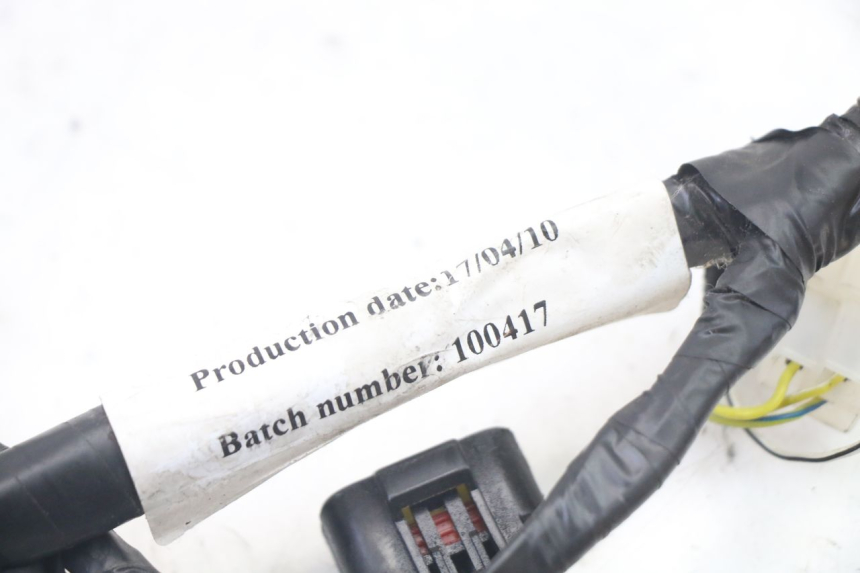 Production date:17/04/10
Batch number: 100417